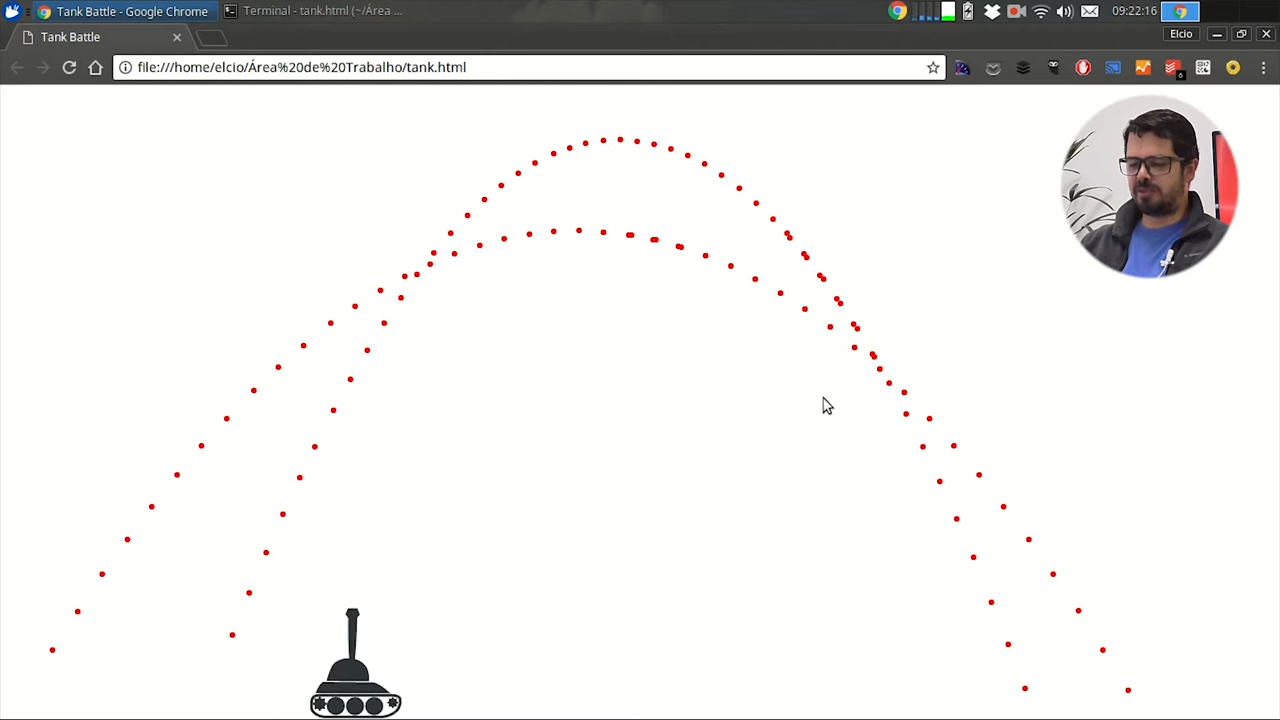 Tank Battle - Google Chrome
Terminal - tank.html (~/Área ...
09:22:16
Tank Battle
Elcio
file:///home/elcio/Área%20de%20Trabalho/tank.html
6